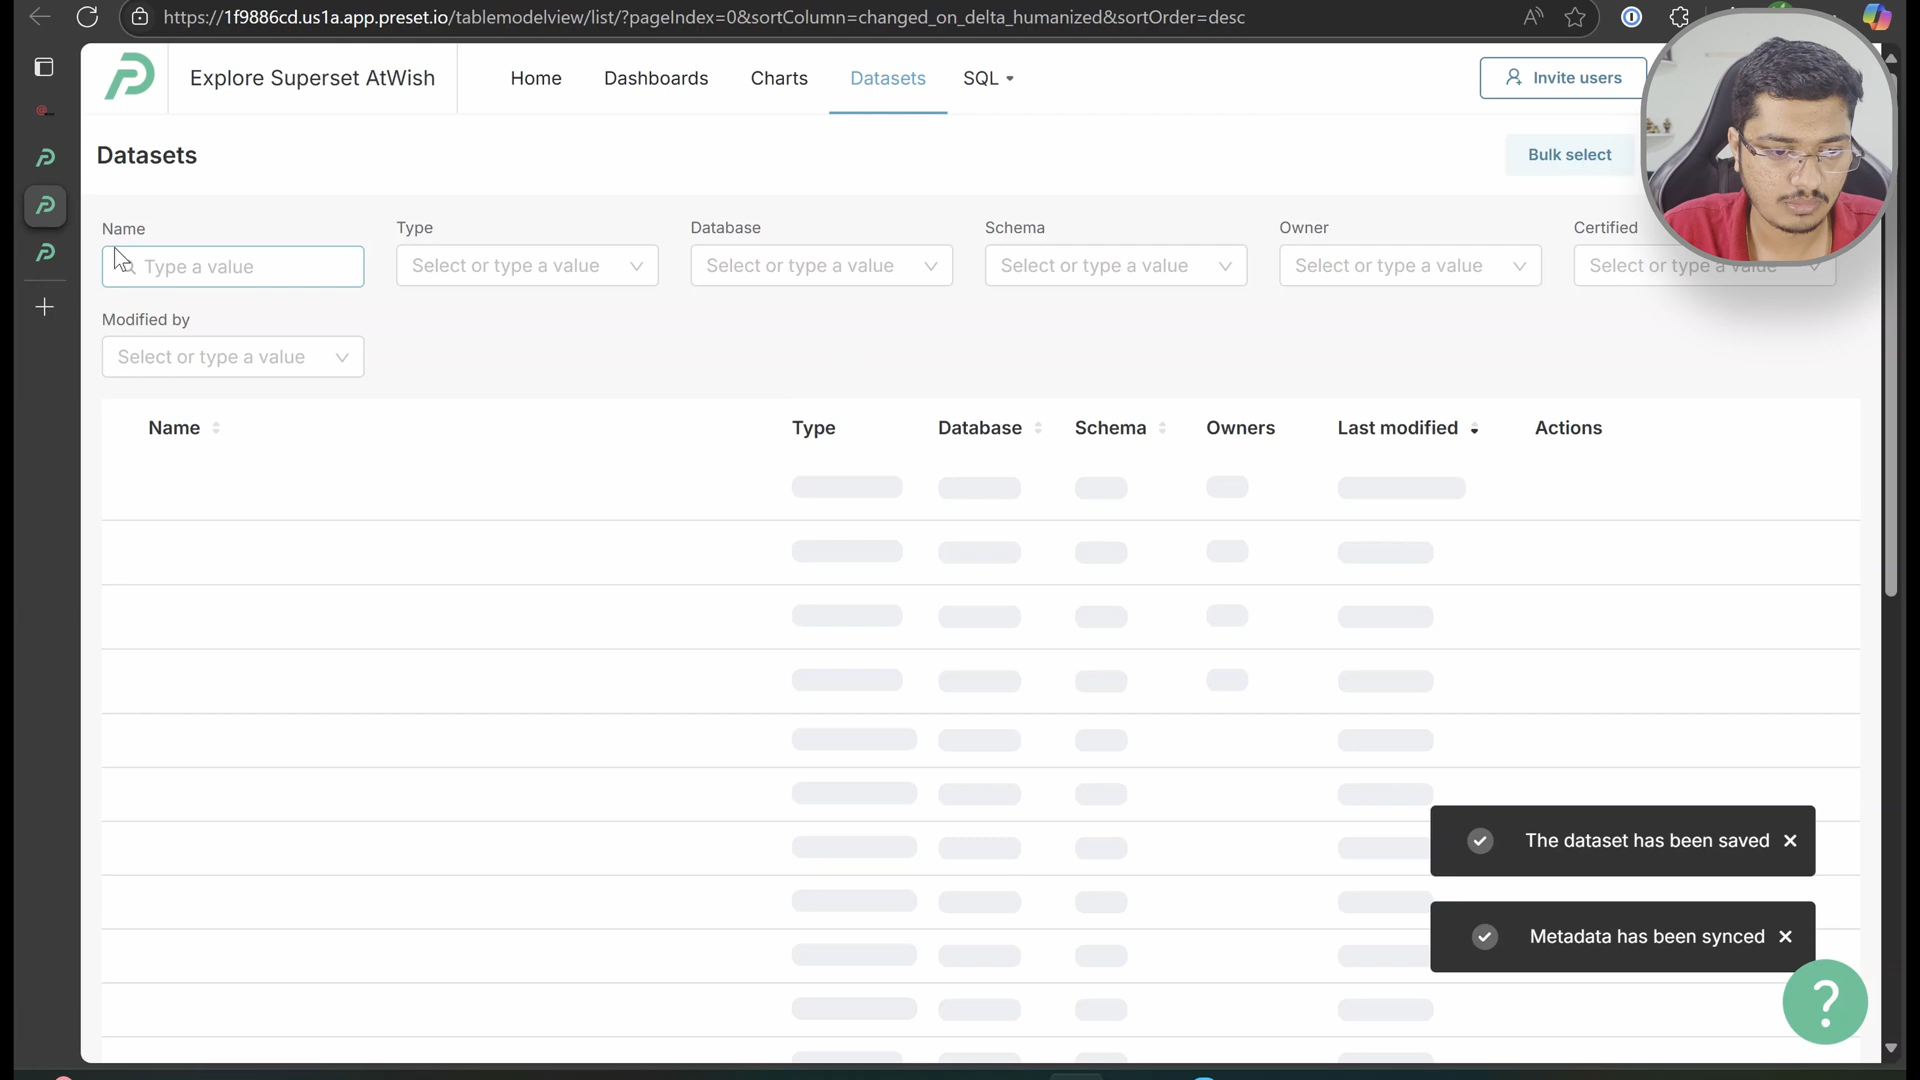 https://1f9886cd.us1a.app.preset.io/tablemodelview/list/?pageIndex=0&sortColumn=changed_on_delta_humanized&sortOrder=desc
Explore Superset AtWish
Home
Dashboards
Charts
Datasets
SQL
Invite users
Datasets
Bulk select
Name
Type
Database
Schema
Owner
Certified
Type a value
Select or type a value
Select or type a value
Select or type a value
Select or type a value
Select or type a value
Modified by
Select or type a value
Name
Type
Database
Schema
Owners
Last modified
Actions
The dataset has been saved
Metadata has been synced
?